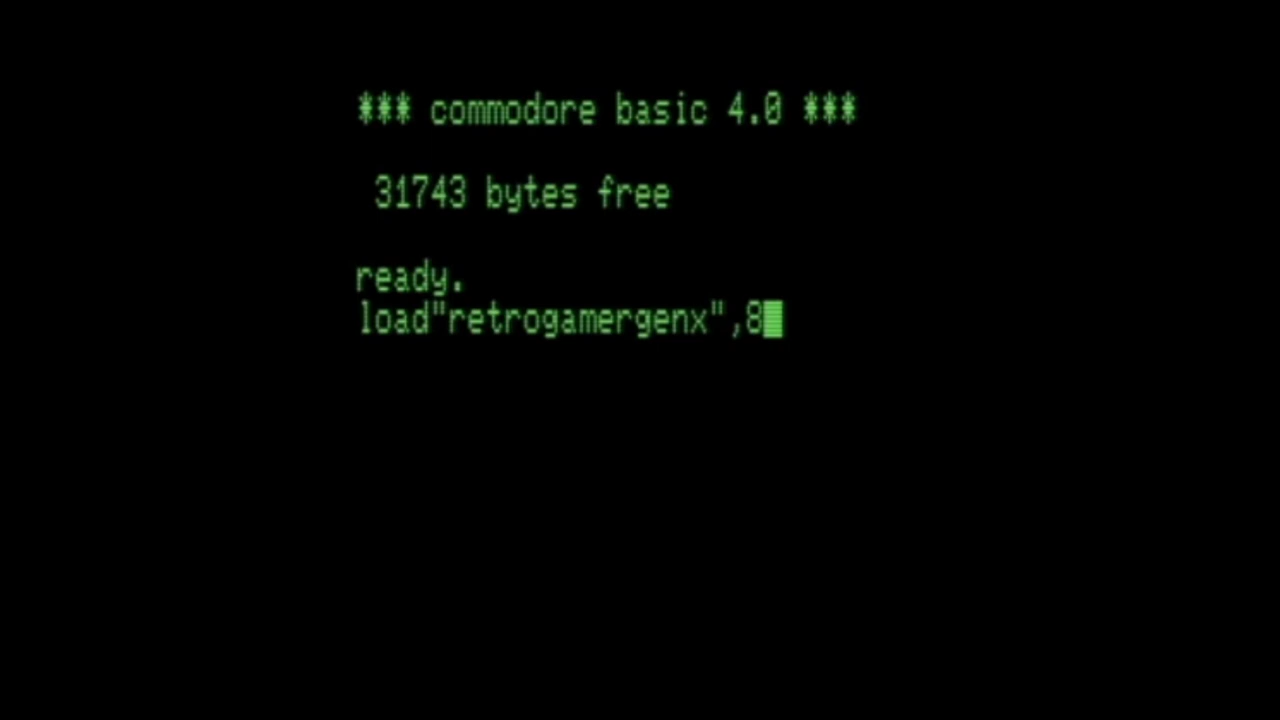 *** commodore basic 4.0 ***
31743 bytes free
ready.
load"retrogamergenx",8